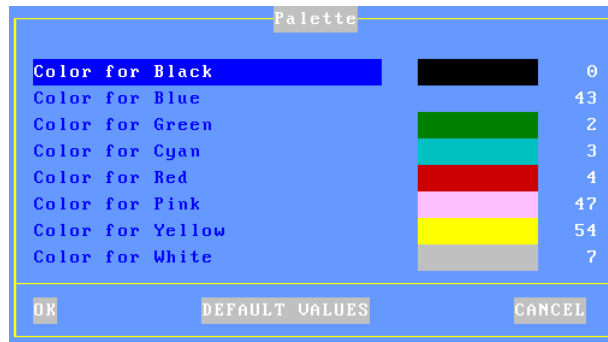 Palette
Color for Black 0
Color for Blue 43
Color for Green 2
Color for Cyan 3
Color for Red 4
Color for Pink 47
Color for Yellow 54
Color for White 7
OK DEFAULT VALUES CANCEL